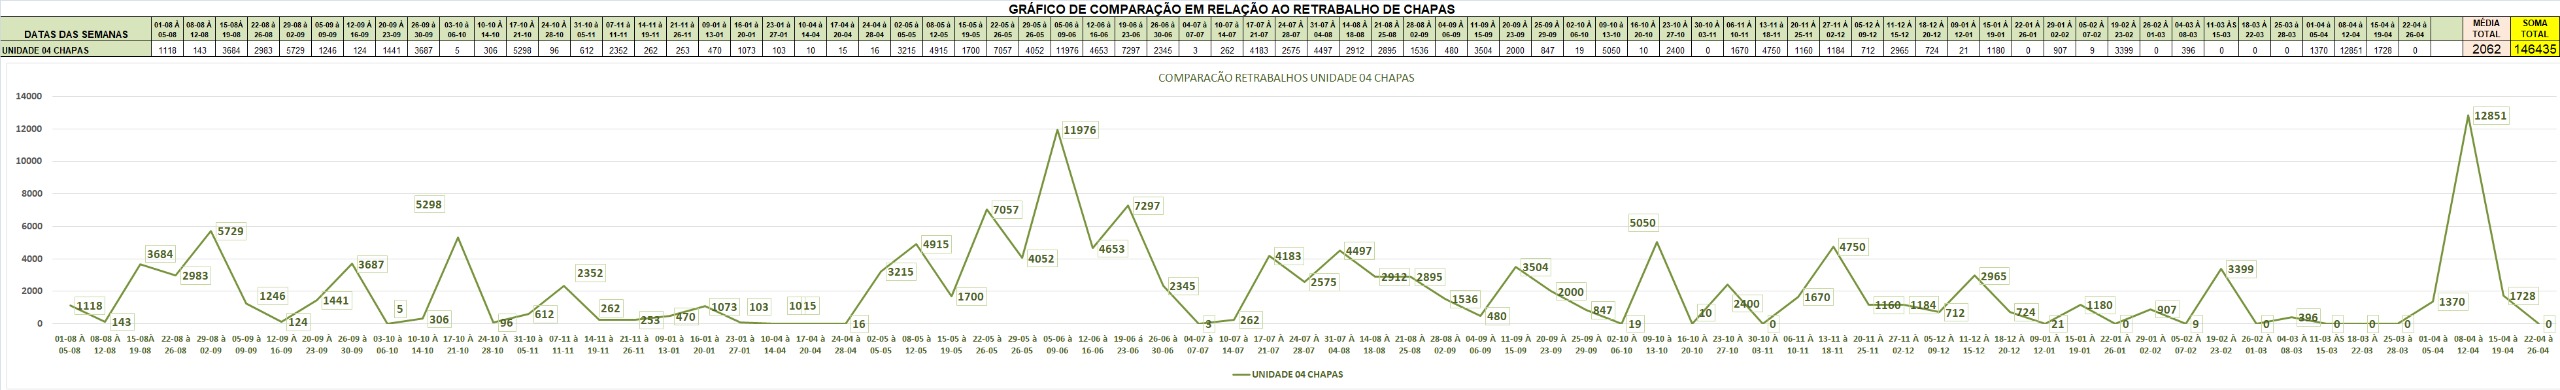 GRÁFICO DE COMPARAÇÃO EM RELAÇÃO AO RETRABALHO DE CHAPAS
DATAS DAS SEMANAS 01-08 À 08-08 À 15-08À 22-08 à 29-08 à 05-09 à 12-09 À 20-09 À 26-09 à 03-10 à 10-10 À 17-10 À 24-10 À 31-10 à 07-11 à 14-11 à 21-11 à 09-01 à 16-01 à 23-01 à 10-04 à 17-04 à 24-04 à 02-05 à 08-05 à 15-05 à 22-05 à 29-05 à 05-06 à 12-06 à 19-06 á 26-06 á 04-07 à 10-07 à 17-07 À 24-07 À 31-07 À 14-08 À 21-08 À 28-08 À 04-09 À 11-09 À 20-09 À 25-09 À 02-10 À 09-10 à 16-10 À 23-10 À 30-10 À 06-11 À 13-11 à 20-11 À 27-11 À 05-12 À 11-12 À 18-12 À 09-01 À 15-01 À 22-01 À 29-01 À 05-02 À 19-02 Á 26-02 À 04-03 À 11-03 ÀS 18-03 À 25-03 à 01-04 à 08-04 à 15-04 à 22-04 à MÉDIA SOMA
05-08 12-08 19-08 26-08 02-09 09-09 16-09 23-09 30-09 06-10 14-10 21-10 28-10 05-11 11-11 19-11 26-11 13-01 20-01 27-01 14-04 20-04 28-04 05-05 12-05 19-05 26-05 26-05 09-06 16-06 23-06 30-06 07-07 14-07 21-07 28-07 04-08 18-08 25-08 02-09 09-09 15-09 23-09 29-09 06-10 13-10 20-10 27-10 03-11 10-11 18-11 25-11 02-12 09-12 15-12 20-12 12-01 19-01 26-01 02-02 07-02 23-02 01-03 08-03 15-03 22-03 28-03 05-04 12-04 19-04 26-04 TOTAL TOTAL
UNIDADE 04 CHAPAS 1118 143 3684 2983 5729 1246 124 1441 3687 5 306 5298 96 612 2352 262 253 470 1073 103 10 15 16 3215 4915 1700 7057 4052 11976 4653 7297 2345 3 262 4183 2575 4497 2912 2895 1536 480 3504 2000 847 19 5050 10 2400 0 1670 4750 1160 1184 712 2965 724 21 1180 0 907 9 3399 0 396 0 0 0 1370 12851 1728 0 2062 146435
COMPARACÃO RETRABALHOS UNIDADE 04 CHAPAS
14000
12000
10000
8000
6000
4000
2000
0
1118 143 3684 2983 5729 1246 124 1441 3687 5 306 5298 96 612 2352 262 253 470 1073 103 10 15 16 3215 4915 1700 7057 4052 11976 4653 7297 2345 3 262 4183 2575 4497 2912 2895 1536 480 3504 2000 847 19 5050 10 2400 0 1670 4750 1160 1184 712 2965 724 21 1180 0 907 9 3399 0 396 0 0 0 1370 12851 1728 0
01-08 À 08-08 À 15-08À 22-08 à 29-08 à 05-09 à 12-09 À 20-09 À 26-09 à 03-10 à 10-10 À 17-10 À 24-10 À 31-10 à 07-11 à 14-11 à 21-11 à 09-01 à 16-01 à 23-01 à 10-04 à 17-04 à 24-04 à 02-05 à 08-05 à 15-05 à 22-05 à 29-05 à 05-06 à 12-06 à 19-06 á 26-06 á 04-07 à 10-07 à 17-07 À 24-07 À 31-07 À 14-08 À 21-08 À 28-08 À 04-09 À 11-09 À 20-09 À 25-09 À 02-10 À 09-10 à 16-10 À 23-10 À 30-10 À 06-11 À 13-11 à 20-11 À 27-11 À 05-12 À 11-12 À 18-12 À 09-01 À 15-01 À 22-01 À 29-01 À 05-02 À 19-02 Á 26-02 À 04-03 À 11-03 ÀS 18-03 À 25-03 à 01-04 à 08-04 à 15-04 à 22-04 à
05-08 12-08 19-08 26-08 02-09 09-09 16-09 23-09 30-09 06-10 14-10 21-10 28-10 05-11 11-11 19-11 26-11 13-01 20-01 27-01 14-04 20-04 28-04 05-05 12-05 19-05 26-05 26-05 09-06 16-06 23-06 30-06 07-07 14-07 21-07 28-07 04-08 18-08 25-08 02-09 09-09 15-09 23-09 29-09 06-10 13-10 20-10 27-10 03-11 10-11 18-11 25-11 02-12 09-12 15-12 20-12 12-01 19-01 26-01 02-02 07-02 23-02 01-03 08-03 15-03 22-03 28-03 05-04 12-04 19-04 26-04
UNIDADE 04 CHAPAS